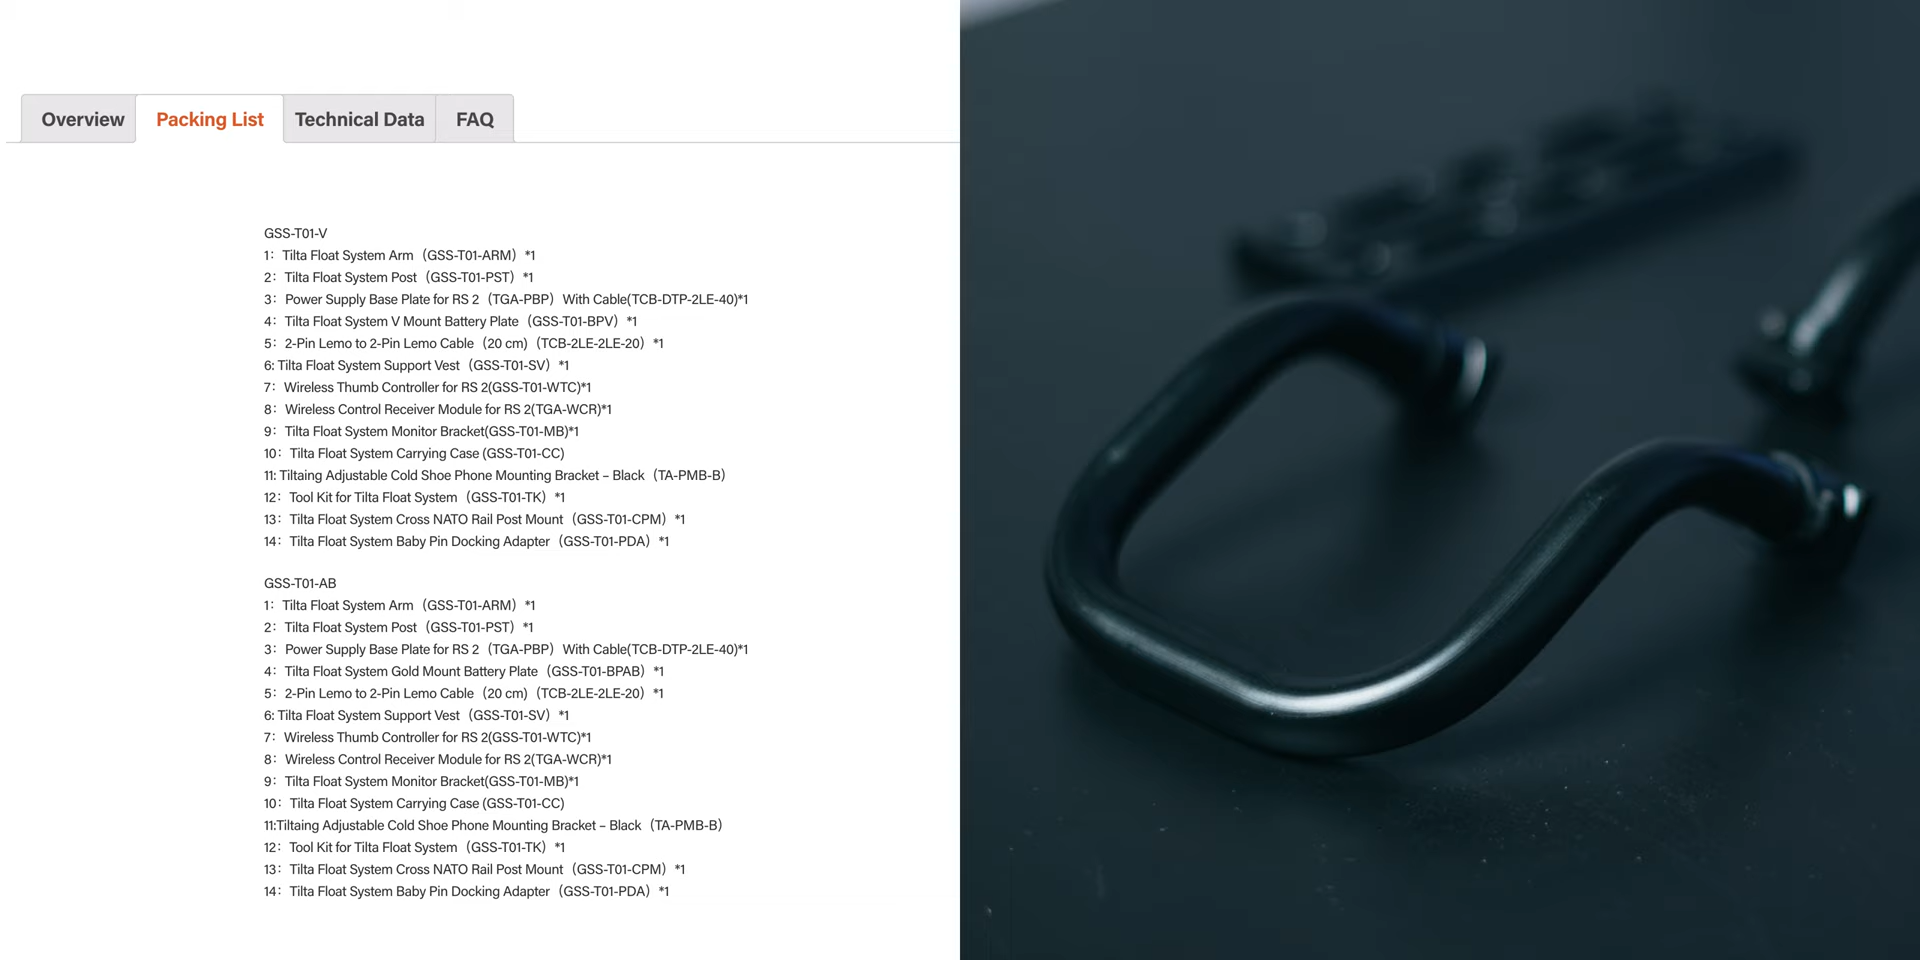 Overview
Packing List
Technical Data
FAQ
GSS-T01-V
1：Tilta Float System Arm（GSS-T01-ARM）*1
2：Tilta Float System Post（GSS-T01-PST）*1
3：Power Supply Base Plate for RS 2（TGA-PBP）With Cable(TCB-DTP-2LE-40)*1
4：Tilta Float System V Mount Battery Plate（GSS-T01-BPV）*1
5：2-Pin Lemo to 2-Pin Lemo Cable（20 cm)（TCB-2LE-2LE-20）*1
6: Tilta Float System Support Vest（GSS-T01-SV）*1
7：Wireless Thumb Controller for RS 2(GSS-T01-WTC)*1
8：Wireless Control Receiver Module for RS 2(TGA-WCR)*1
9：Tilta Float System Monitor Bracket(GSS-T01-MB)*1
10：Tilta Float System Carrying Case (GSS-T01-CC)
11: Tiltaing Adjustable Cold Shoe Phone Mounting Bracket – Black（TA-PMB-B）
12：Tool Kit for Tilta Float System（GSS-T01-TK）*1
13：Tilta Float System Cross NATO Rail Post Mount（GSS-T01-CPM）*1
14：Tilta Float System Baby Pin Docking Adapter（GSS-T01-PDA）*1
GSS-T01-AB
1：Tilta Float System Arm（GSS-T01-ARM）*1
2：Tilta Float System Post（GSS-T01-PST）*1
3：Power Supply Base Plate for RS 2（TGA-PBP）With Cable(TCB-DTP-2LE-40)*1
4：Tilta Float System Gold Mount Battery Plate（GSS-T01-BPAB）*1
5：2-Pin Lemo to 2-Pin Lemo Cable（20 cm)（TCB-2LE-2LE-20）*1
6: Tilta Float System Support Vest（GSS-T01-SV）*1
7：Wireless Thumb Controller for RS 2(GSS-T01-WTC)*1
8：Wireless Control Receiver Module for RS 2(TGA-WCR)*1
9：Tilta Float System Monitor Bracket(GSS-T01-MB)*1
10：Tilta Float System Carrying Case (GSS-T01-CC)
11:Tiltaing Adjustable Cold Shoe Phone Mounting Bracket – Black（TA-PMB-B）
12：Tool Kit for Tilta Float System（GSS-T01-TK）*1
13：Tilta Float System Cross NATO Rail Post Mount（GSS-T01-CPM）*1
14：Tilta Float System Baby Pin Docking Adapter（GSS-T01-PDA）*1